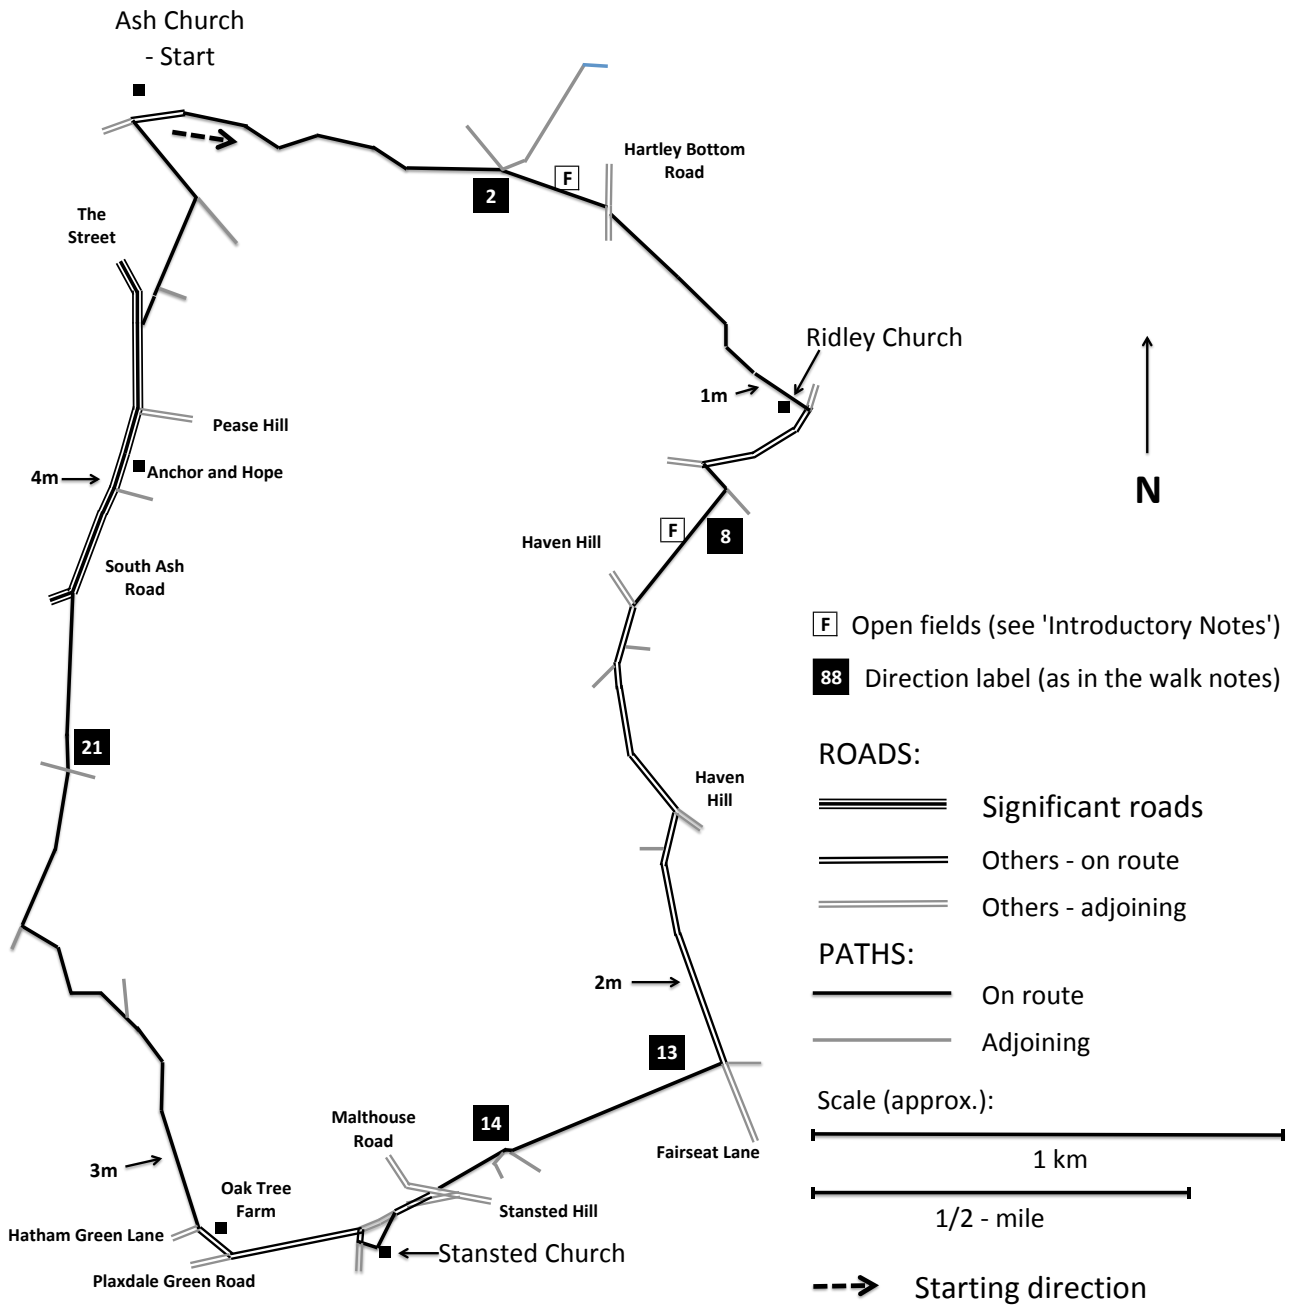 Ash Church
- Start
Hartley Bottom
Road
F
2
The
Street
Ridley Church
1m
Pease Hill
4m
Anchor and Hope
N
F
8
Haven Hill
South Ash
Road
F Open fields (see 'Introductory Notes')
88 Direction label (as in the walk notes)
21
ROADS:
Haven
Hill
Significant roads
Others - on route
Others - adjoining
PATHS:
2m
On route
13
Adjoining
Scale (approx.):
Malthouse
Road
14
Fairseat Lane
1 km
3m
Oak Tree
Farm
Stansted Hill
1/2 - mile
Hatham Green Lane
Stansted Church
Plaxdale Green Road
Starting direction